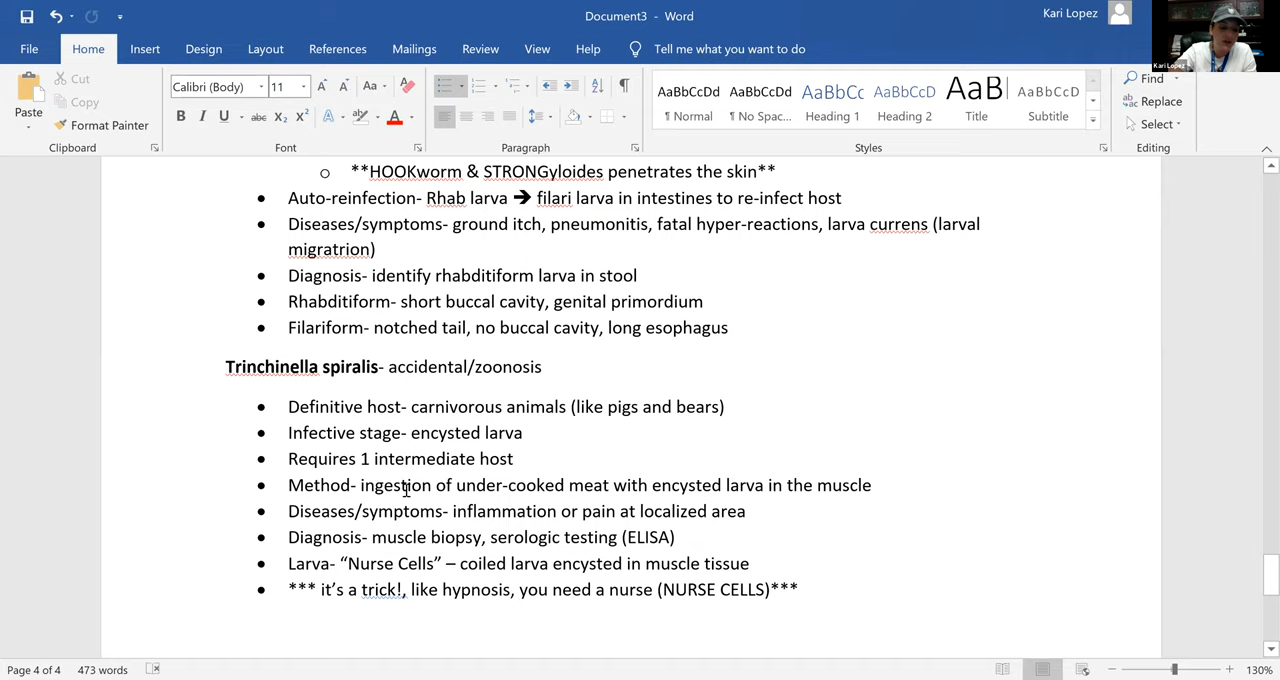 Document3 - Word
Kari Lopez
Kari Lopez
File Home Insert Design Layout References Mailings Review View Help Tell me what you want to do
Paste
Cut
Copy
Format Painter
Clipboard
Calibri (Body) 11
A A Aa
B I U abc X₂ X² A A
Font
Paragraph
AaBbCcDd AaBbCcDd AaBbCc AaBbCcD AaB AaBbCcD
¶ Normal ¶ No Spac... Heading 1 Heading 2 Title Subtitle
Styles
Find
Replace
Select
Editing
o **HOOKworm & STRONGyloides penetrates the skin**
• Auto-reinfection- Rhab larva ➔ filari larva in intestines to re-infect host
• Diseases/symptoms- ground itch, pneumonitis, fatal hyper-reactions, larva currens (larval
migratrion)
• Diagnosis- identify rhabditiform larva in stool
• Rhabditiform- short buccal cavity, genital primordium
• Filariform- notched tail, no buccal cavity, long esophagus
Trinchinella spiralis- accidental/zoonosis
• Definitive host- carnivorous animals (like pigs and bears)
• Infective stage- encysted larva
• Requires 1 intermediate host
• Method- ingestion of under-cooked meat with encysted larva in the muscle
• Diseases/symptoms- inflammation or pain at localized area
• Diagnosis- muscle biopsy, serologic testing (ELISA)
• Larva- “Nurse Cells” – coiled larva encysted in muscle tissue
• *** it’s a trick!, like hypnosis, you need a nurse (NURSE CELLS)***
Page 4 of 4 473 words
130%